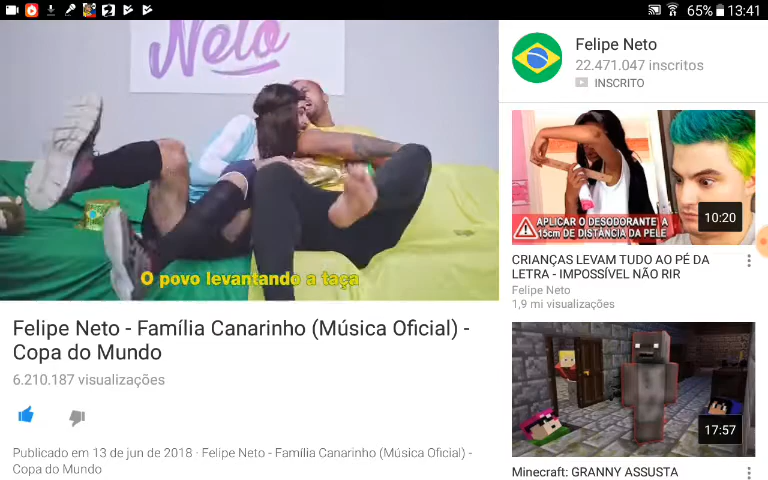 65% 13:41
Neto
O povo levantando a taça
Felipe Neto - Família Canarinho (Música Oficial) -
Copa do Mundo
6.210.187 visualizações
Publicado em 13 de jun de 2018 · Felipe Neto - Família Canarinho (Música Oficial) -
Copa do Mundo
Felipe Neto
22.471.047 inscritos
INSCRITO
APLICAR O DESODORANTE A
15cm DE DISTÂNCIA DA PELE
10:20
CRIANÇAS LEVAM TUDO AO PÉ DA
LETRA - IMPOSSÍVEL NÃO RIR
Felipe Neto
1,9 mi visualizações
17:57
Minecraft: GRANNY ASSUSTA